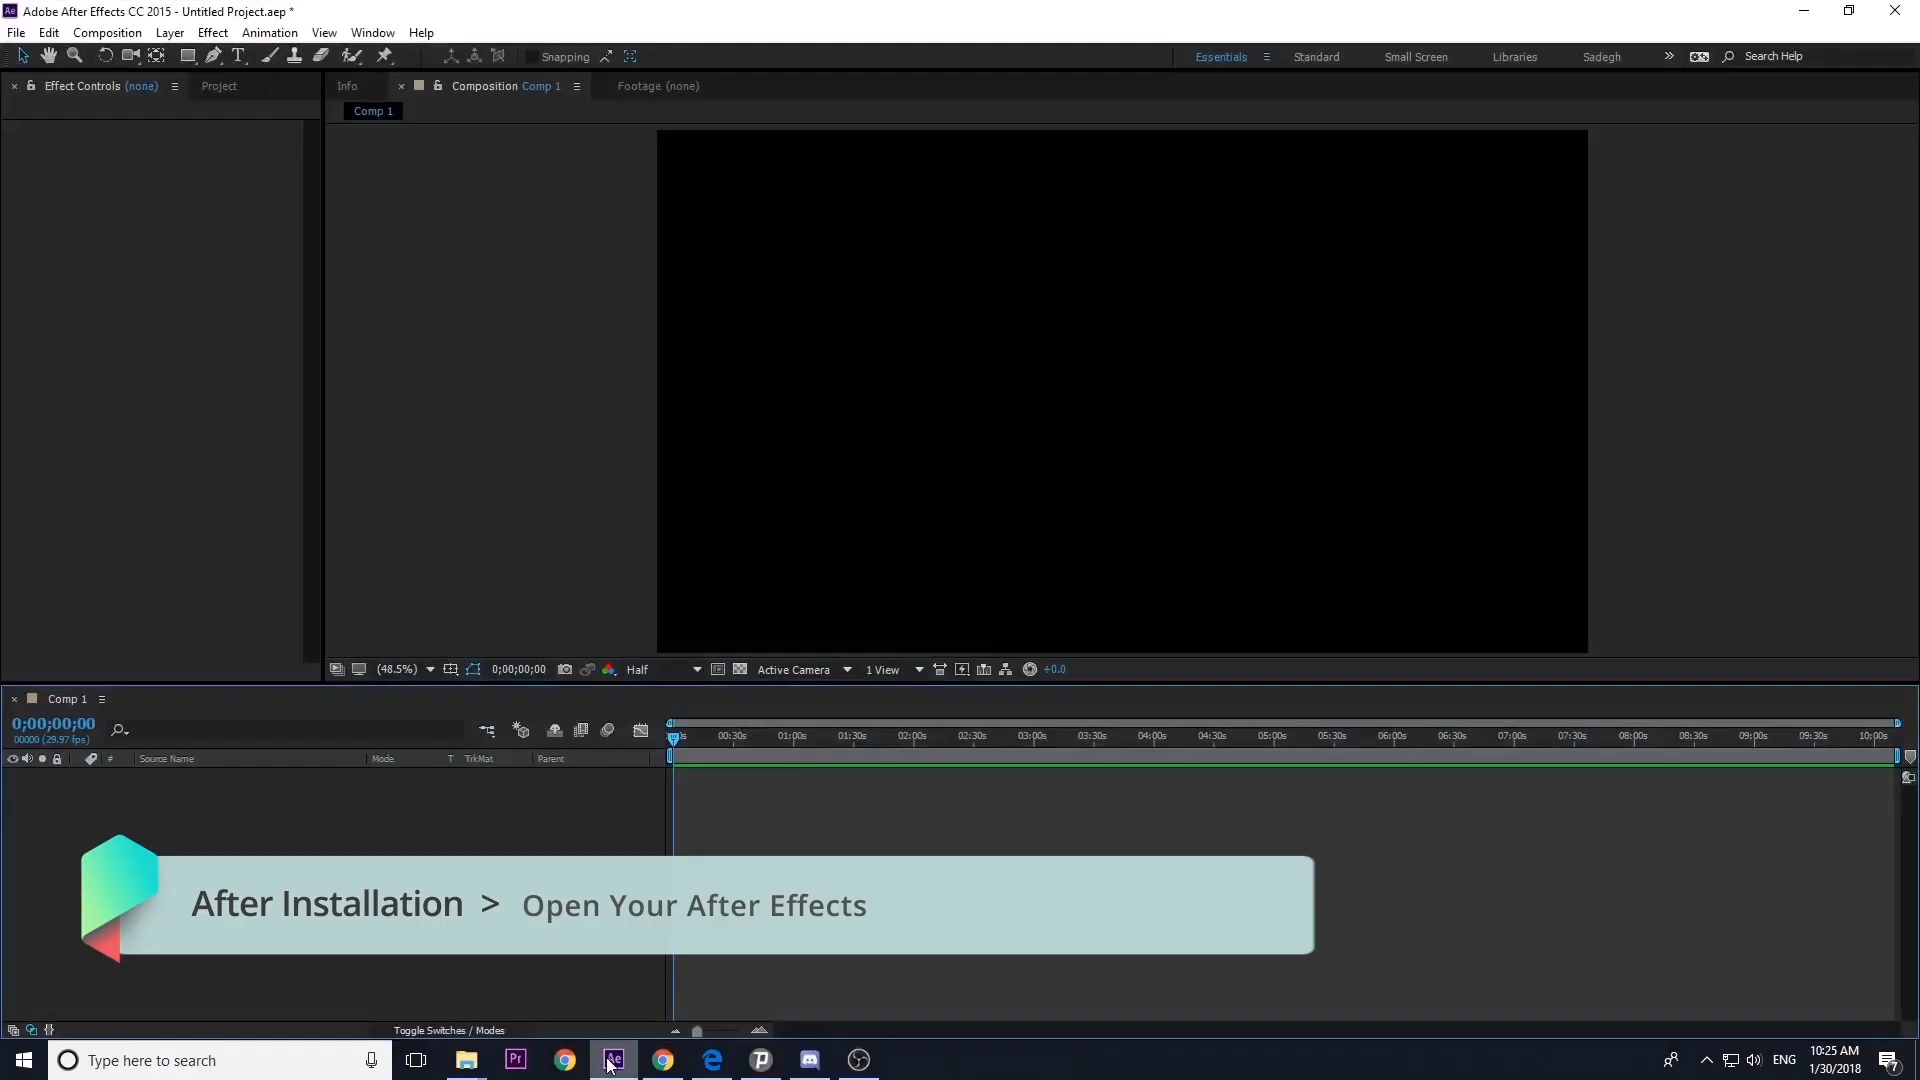 Adobe After Effects CC 2015 - Untitled Project.aep *
File Edit Composition Layer Effect Animation View Window Help
Snapping
Essentials Standard Small Screen Libraries Sadegh Search Help
Effect Controls (none) Project
Info Composition Comp 1 Footage (none)
Comp 1
(48.5%) 0;00;00;00 Half Active Camera 1 View +0.0
Comp 1
0;00;00;00
00000 (29.97 fps)
00:30s 01:00s 01:30s 02:00s 02:30s 03:00s 03:30s 04:00s 04:30s 05:00s 05:30s 06:00s 06:30s 07:00s 07:30s 08:00s 08:30s 09:00s 09:30s 10:00s
# Source Name Mode T TrkMat Parent
After Installation > Open Your After Effects
Toggle Switches / Modes
Type here to search
Pr
Ae
ENG
10:25 AM
1/30/2018
7